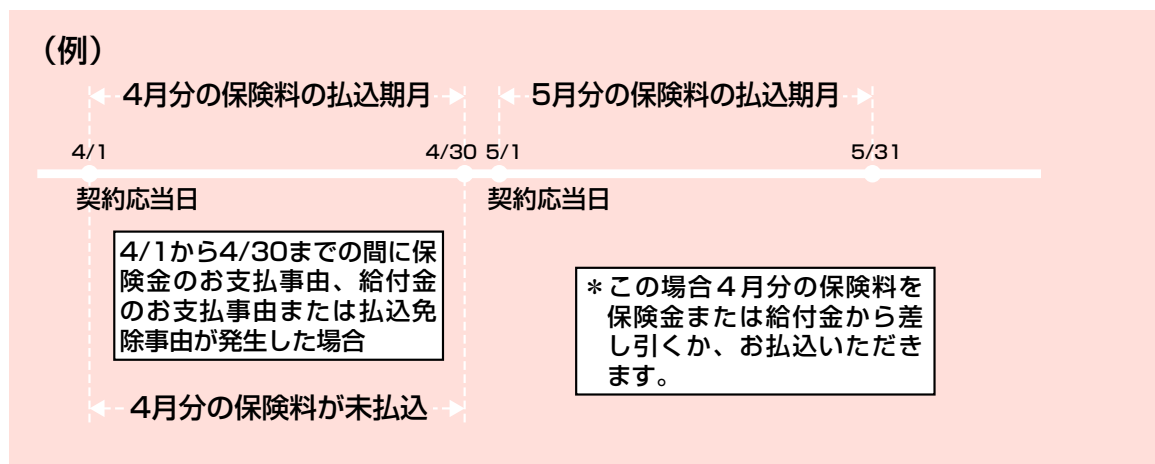 （例）
4月分の保険料の払込期月
5月分の保険料の払込期月
4/1
4/30
5/1
5/31
契約応当日
契約応当日
4/1から4/30までの間に保
険金のお支払事由、給付金
のお支払事由または払込免
除事由が発生した場合
＊この場合４月分の保険料を
保険金または給付金から差
し引くか、お払込いただき
ます。
4月分の保険料が未払込